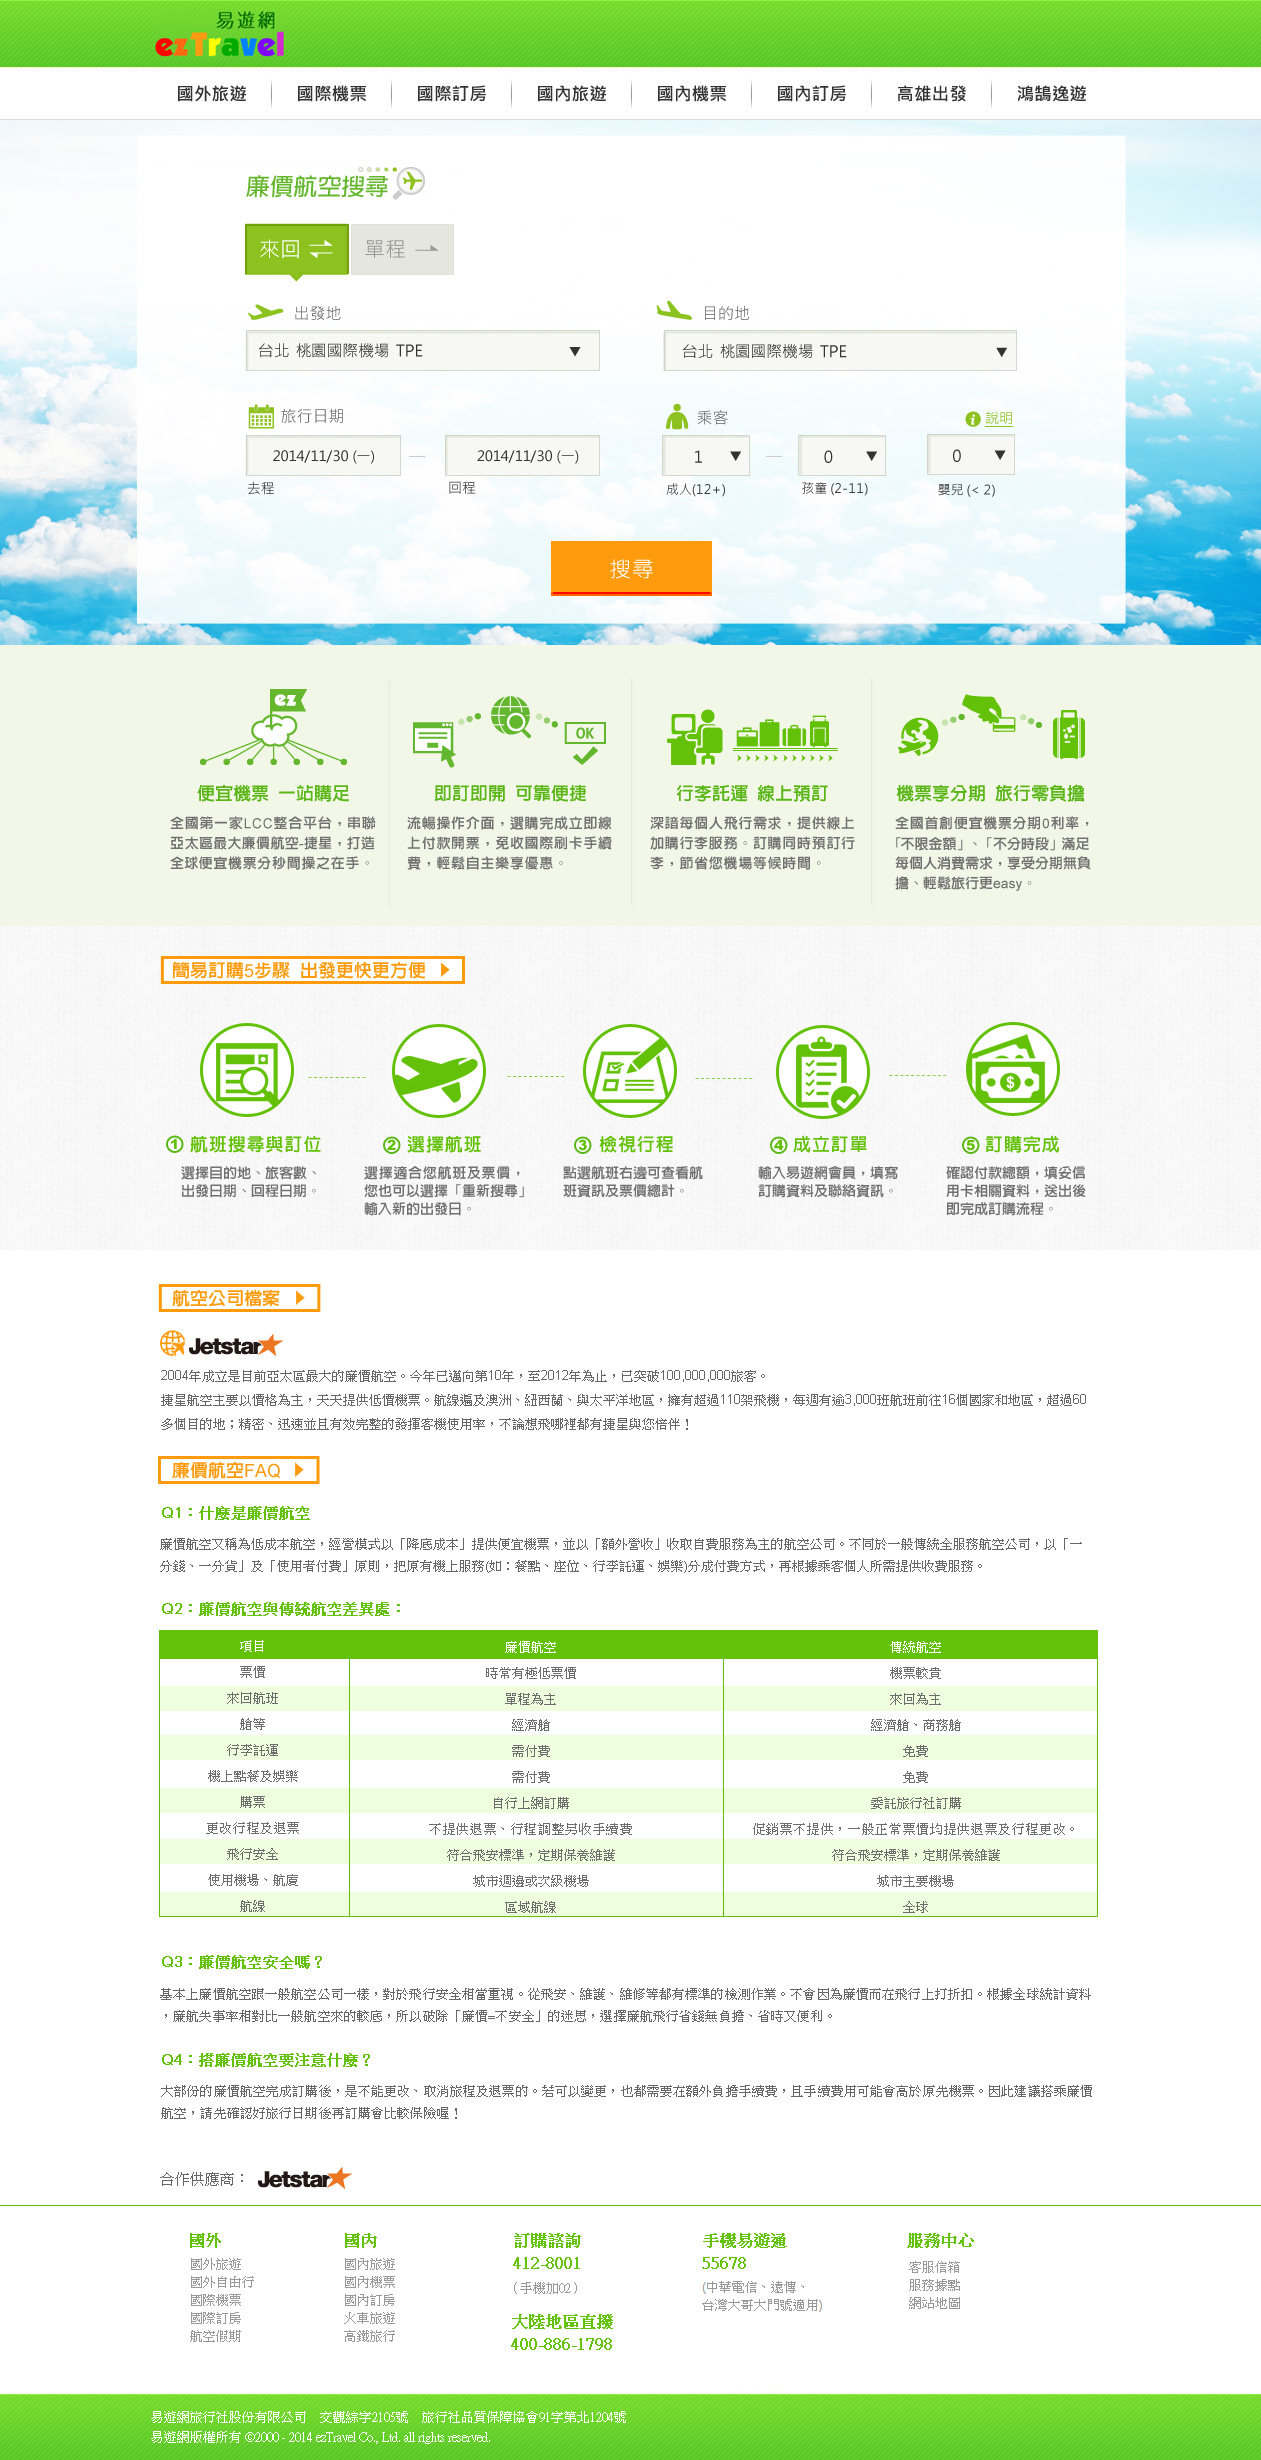 易遊網
ezTravel
國外旅遊 國際機票 國際訂房 國內旅遊 國內機票 國內訂房 高雄出發 鴻鵠逸遊
廉價航空搜尋
來回 單程
出發地 目的地
台北 桃園國際機場 TPE ▼ 台北 桃園國際機場 TPE ▼
旅行日期 乘客 說明
2014/11/30 (一) — 2014/11/30 (一) 1 ▼ — 0 ▼ 0 ▼
去程 回程 成人(12+) 孩童 (2-11) 嬰兒 (< 2)
搜尋
ez
OK
便宜機票 一站購足
全國第一家LCC整合平台，串聯
亞太區最大廉價航空-捷星，打造
全球便宜機票分秒間操之在手。
即訂即開 可靠便捷
流暢操作介面，選購完成立即線
上付款開票，免收國際刷卡手續
費，輕鬆自主樂享優惠。
行李託運 線上預訂
深諳每個人飛行需求，提供線上
加購行李服務。訂購同時預訂行
李，節省您機場等候時間。
機票享分期 旅行零負擔
全國首創便宜機票分期0利率，
「不限金額」、「不分時段」滿足
每個人消費需求，享受分期無負
擔、輕鬆旅行更easy。
簡易訂購5步驟 出發更快更方便
① 航班搜尋與訂位
選擇目的地、旅客數、
出發日期、回程日期。
② 選擇航班
選擇適合您航班及票價，
您也可以選擇「重新搜尋」
輸入新的出發日。
③ 檢視行程
點選航班右邊可查看航
班資訊及票價總計。
④ 成立訂單
輸入易遊網會員，填寫
訂購資料及聯絡資訊。
⑤ 訂購完成
確認付款總額，填妥信
用卡相關資料，送出後
即完成訂購流程。
航空公司檔案
Jetstar
2004年成立是目前亞太區最大的廉價航空。今年已邁向第10年，至2012年為止，已突破100,000,000旅客。
捷星航空主要以價格為主，天天提供低價機票。航線遍及澳洲、紐西蘭、與太平洋地區，擁有超過110架飛機，每週有逾3,000班航班前往16個國家和地區，超過60
多個目的地；精密、迅速並且有效完整的發揮客機使用率，不論想飛哪裡都有捷星與您倍伴！
廉價航空FAQ
Q1：什麼是廉價航空
廉價航空又稱為低成本航空，經營模式以「降底成本」提供便宜機票，並以「額外營收」收取自費服務為主的航空公司。不同於一般傳統全服務航空公司，以「一
分錢、一分貨」及「使用者付費」原則，把原有機上服務(如：餐點、座位、行李託運、娛樂)分成付費方式，再根據乘客個人所需提供收費服務。
Q2：廉價航空與傳統航空差異處：
項目 廉價航空 傳統航空
票價 時常有極低票價 機票較貴
來回航班 單程為主 來回為主
艙等 經濟艙 經濟艙、商務艙
行李託運 需付費 免費
機上點餐及娛樂 需付費 免費
購票 自行上網訂購 委託旅行社訂購
更改行程及退票 不提供退票、行程調整另收手續費 促銷票不提供，一般正常票價均提供退票及行程更改。
飛行安全 符合飛安標準，定期保養維護 符合飛安標準，定期保養維護
使用機場、航廈 城市週邊或次級機場 城市主要機場
航線 區域航線 全球
Q3：廉價航空安全嗎？
基本上廉價航空跟一般航空公司一樣，對於飛行安全相當重視。從飛安、維護、維修等都有標準的檢測作業。不會因為廉價而在飛行上打折扣。根據全球統計資料
，廉航失事率相對比一般航空來的較底，所以破除「廉價=不安全」的迷思，選擇廉航飛行省錢無負擔、省時又便利。
Q4：搭廉價航空要注意什麼？
大部份的廉價航空完成訂購後，是不能更改、取消旅程及退票的。若可以變更，也都需要在額外負擔手續費，且手續費用可能會高於原先機票。因此建議搭乘廉價
航空，請先確認好旅行日期後再訂購會比較保險喔！
合作供應商： Jetstar
國外
國外旅遊
國外自由行
國際機票
國際訂房
航空假期
國內
國內旅遊
國內機票
國內訂房
火車旅遊
高鐵旅行
訂購諮詢
412-8001
（手機加02）
大陸地區直撥
400-886-1798
手機易遊通
55678
(中華電信、遠傳、
台灣大哥大門號適用)
服務中心
客服信箱
服務據點
網站地圖
易遊網旅行社股份有限公司 交觀綜字2105號 旅行社品質保障協會91字第北1204號
易遊網版權所有 ©2000 - 2014 ezTravel Co., Ltd. all rights reserved.